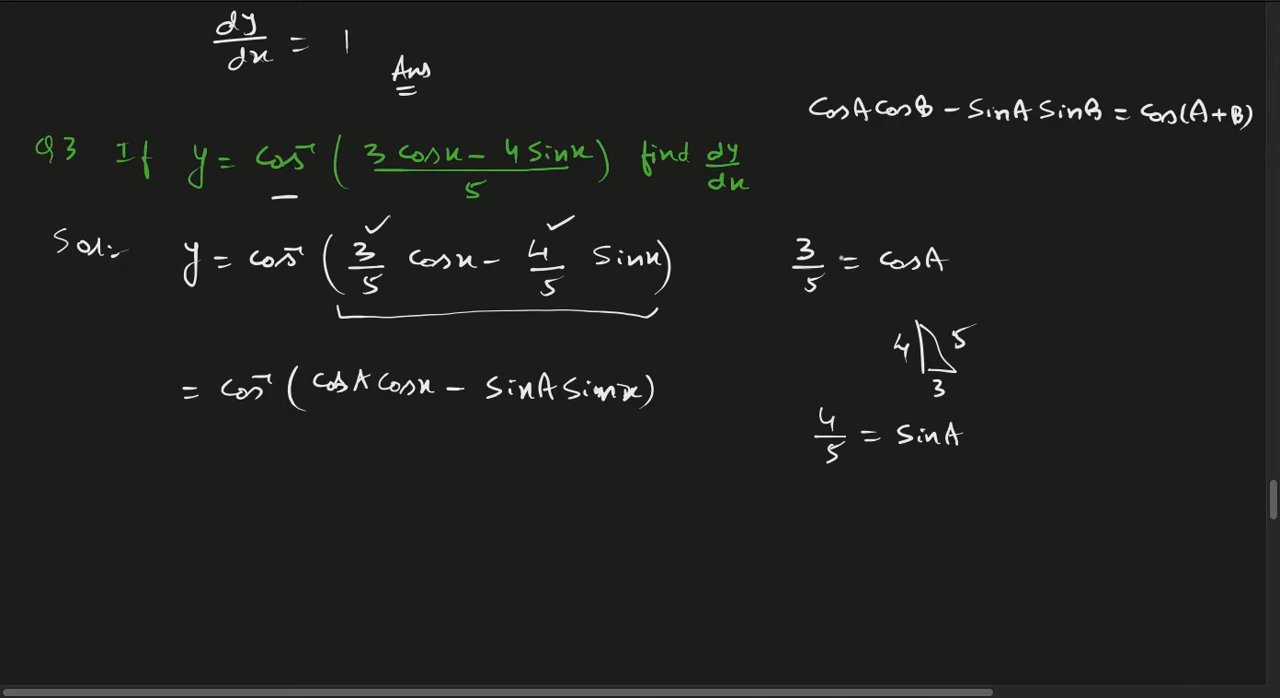 dy/dx = 1
Ans
CosA CosB - SinA SinB = Cos(A+B)
Q3 If y = cos⁻¹ (3 cosx - 4 sinx / 5) find dy/dx
Sol:- y = cos⁻¹ (3/5 cosx - 4/5 sinx)
3/5 = cosA
4 5
3
= cos⁻¹ (cosA cosx - sinA sinx)
4/5 = sinA